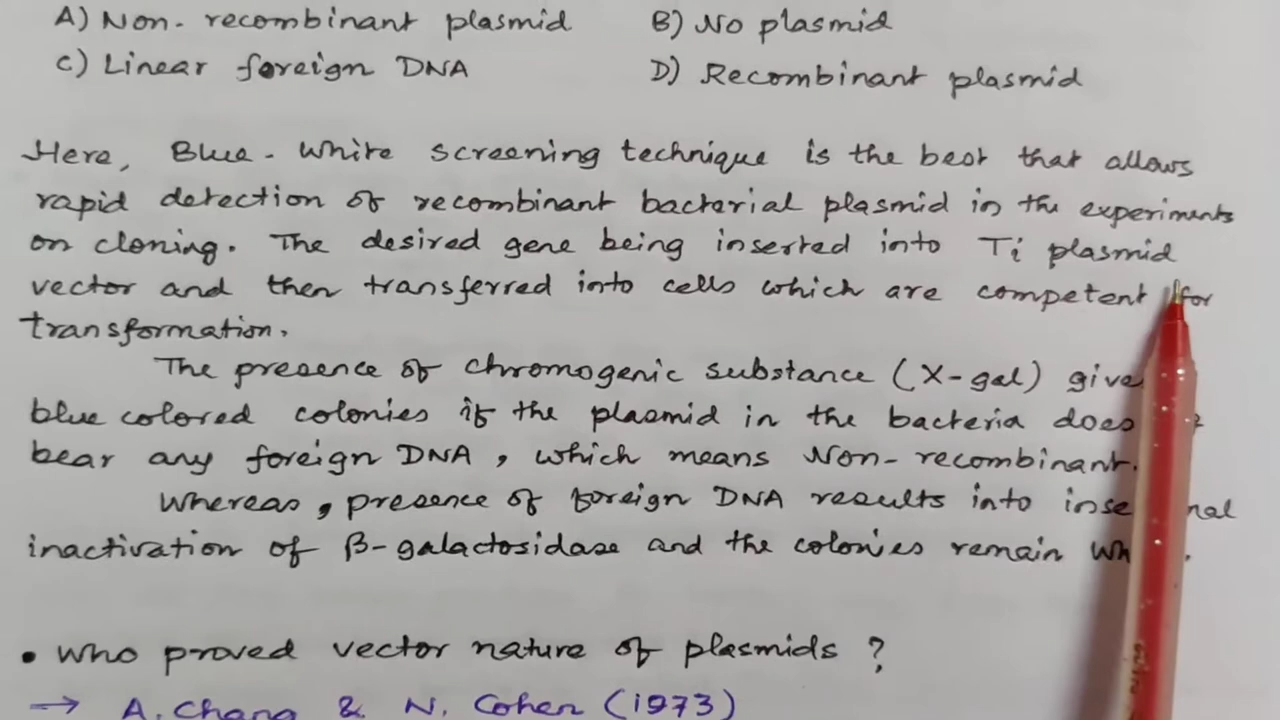 A) Non-recombinant plasmid B) No plasmid
C) Linear foreign DNA D) Recombinant plasmid
Here, Blue-White screening technique is the best that allows
rapid detection of recombinant bacterial plasmid in the experiments
on cloning. The desired gene being inserted into Ti plasmid
vector and then transferred into cells which are competent for
transformation.
The presence of chromogenic substance (X-gal) give
blue colored colonies if the plasmid in the bacteria does
bear any foreign DNA, which means Non-recombinant.
Whereas, presence of foreign DNA results into
inactivation of β-galactosidase and the colonies remain
• Who proved vector nature of plasmids?
→ A. Chang & N. Cohen (1973)